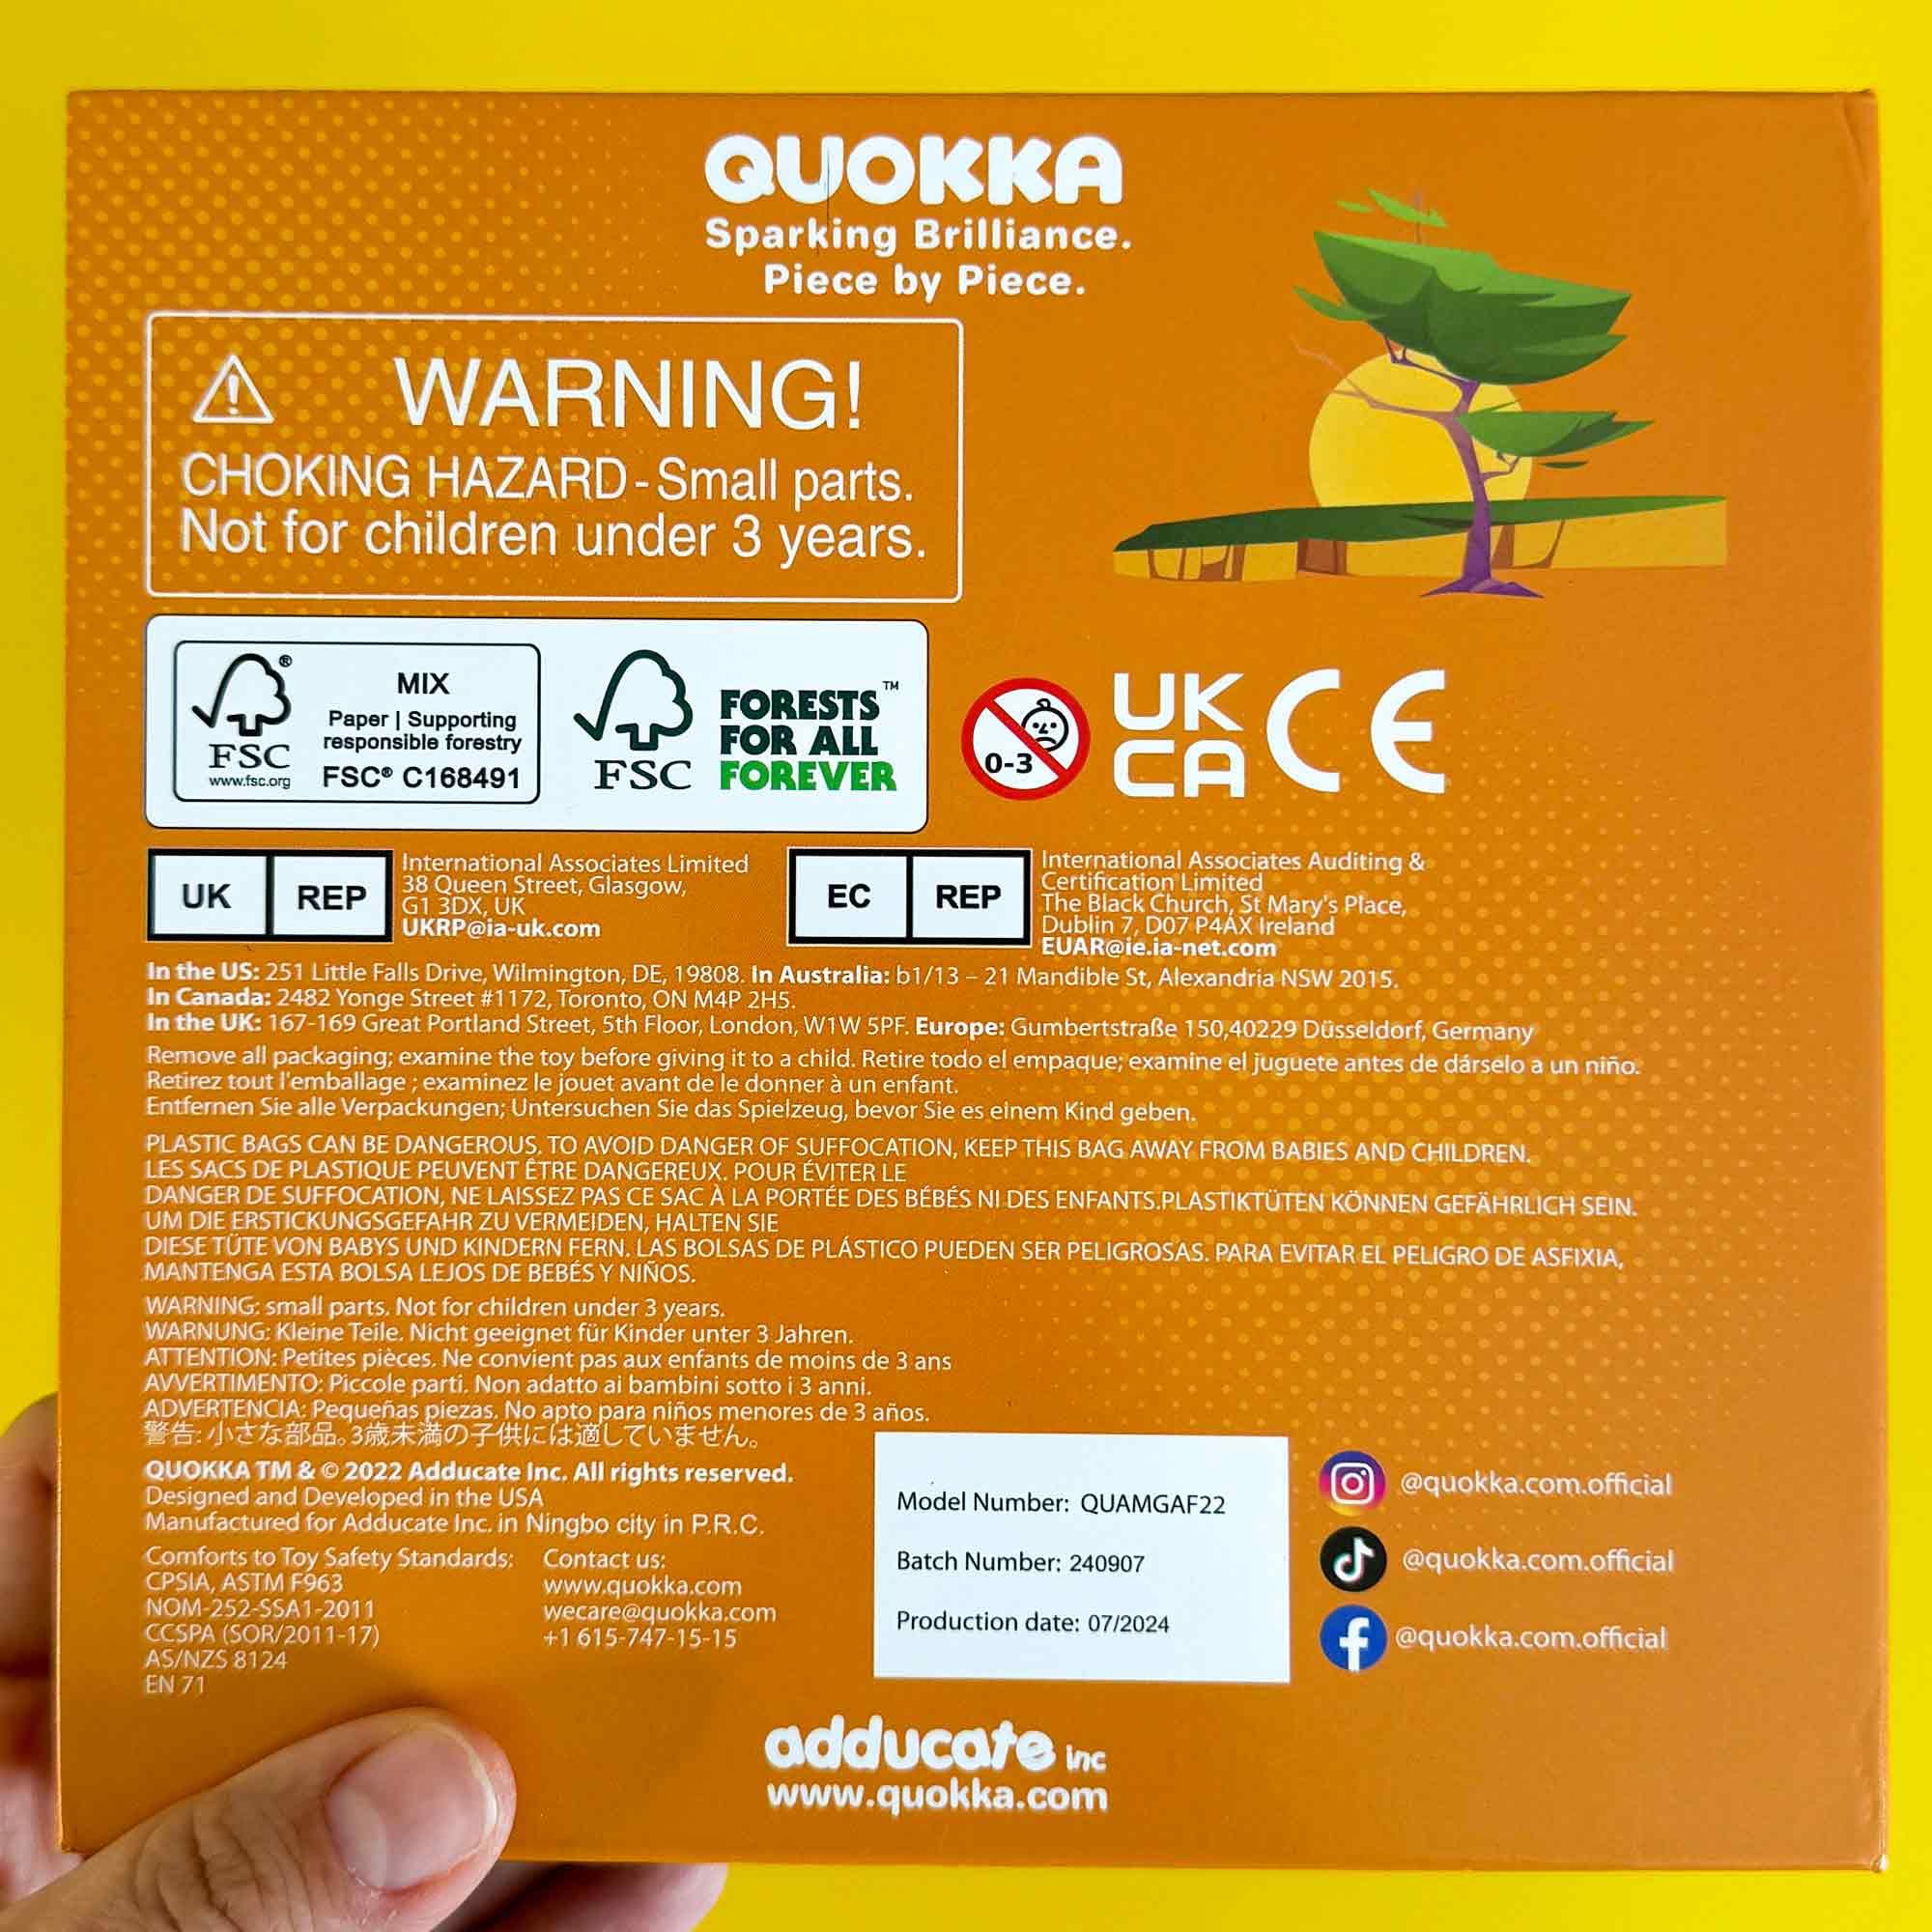 QUOKKA
Sparking Brilliance.
Piece by Piece.
WARNING!
CHOKING HAZARD - Small parts.
Not for children under 3 years.
FSC®
www.fsc.org
MIX
Paper | Supporting
responsible forestry
FSC® C168491
FSC
FORESTS™
FOR ALL
FOREVER
0-3
UK
CA
CE
UK REP
International Associates Limited
38 Queen Street, Glasgow,
G1 3DX, UK
UKRP@ia-uk.com
EC REP
International Associates Auditing &
Certification Limited
The Black Church, St Mary's Place,
Dublin 7, D07 P4AX Ireland
EUAR@ie.ia-net.com
In the US: 251 Little Falls Drive, Wilmington, DE, 19808. In Australia: b1/13 – 21 Mandible St, Alexandria NSW 2015.
In Canada: 2482 Yonge Street #1172, Toronto, ON M4P 2H5.
In the UK: 167-169 Great Portland Street, 5th Floor, London, W1W 5PF. Europe: Gumbertstraße 150,40229 Düsseldorf, Germany
Remove all packaging; examine the toy before giving it to a child. Retire todo el empaque; examine el juguete antes de dárselo a un niño.
Retirez tout l'emballage ; examinez le jouet avant de le donner à un enfant.
Entfernen Sie alle Verpackungen; Untersuchen Sie das Spielzeug, bevor Sie es einem Kind geben.
PLASTIC BAGS CAN BE DANGEROUS. TO AVOID DANGER OF SUFFOCATION, KEEP THIS BAG AWAY FROM BABIES AND CHILDREN.
LES SACS DE PLASTIQUE PEUVENT ÊTRE DANGEREUX. POUR ÉVITER LE
DANGER DE SUFFOCATION, NE LAISSEZ PAS CE SAC À LA PORTÉE DES BÉBÉS NI DES ENFANTS.PLASTIKTÜTEN KÖNNEN GEFÄHRLICH SEIN.
UM DIE ERSTICKUNGSGEFAHR ZU VERMEIDEN, HALTEN SIE
DIESE TÜTE VON BABYS UND KINDERN FERN. LAS BOLSAS DE PLÁSTICO PUEDEN SER PELIGROSAS. PARA EVITAR EL PELIGRO DE ASFIXIA,
MANTENGA ESTA BOLSA LEJOS DE BEBÉS Y NIÑOS.
WARNING: small parts. Not for children under 3 years.
WARNUNG: Kleine Teile. Nicht geeignet für Kinder unter 3 Jahren.
ATTENTION: Petites pièces. Ne convient pas aux enfants de moins de 3 ans
AVVERTIMENTO: Piccole parti. Non adatto ai bambini sotto i 3 anni.
ADVERTENCIA: Pequeñas piezas. No apto para niños menores de 3 años.
警告: 小さな部品。3歳未満の子供には適していません。
QUOKKA TM & © 2022 Adducate Inc. All rights reserved.
Designed and Developed in the USA
Manufactured for Adducate Inc. in Ningbo city in P.R.C.
Comforts to Toy Safety Standards:
CPSIA, ASTM F963
NOM-252-SSA1-2011
CCSPA (SOR/2011-17)
AS/NZS 8124
EN 71
Contact us:
www.quokka.com
wecare@quokka.com
+1 615-747-15-15
Model Number: QUAMGAF22
Batch Number: 240907
Production date: 07/2024
@quokka.com.official
@quokka.com.official
@quokka.com.official
adducate inc
www.quokka.com